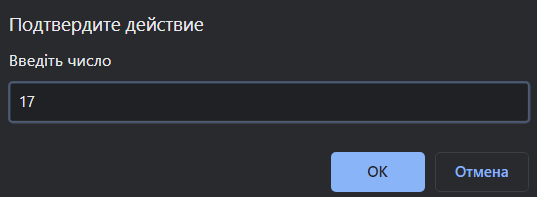 Подтвердите действие
Введіть число
17
OK
Отмена